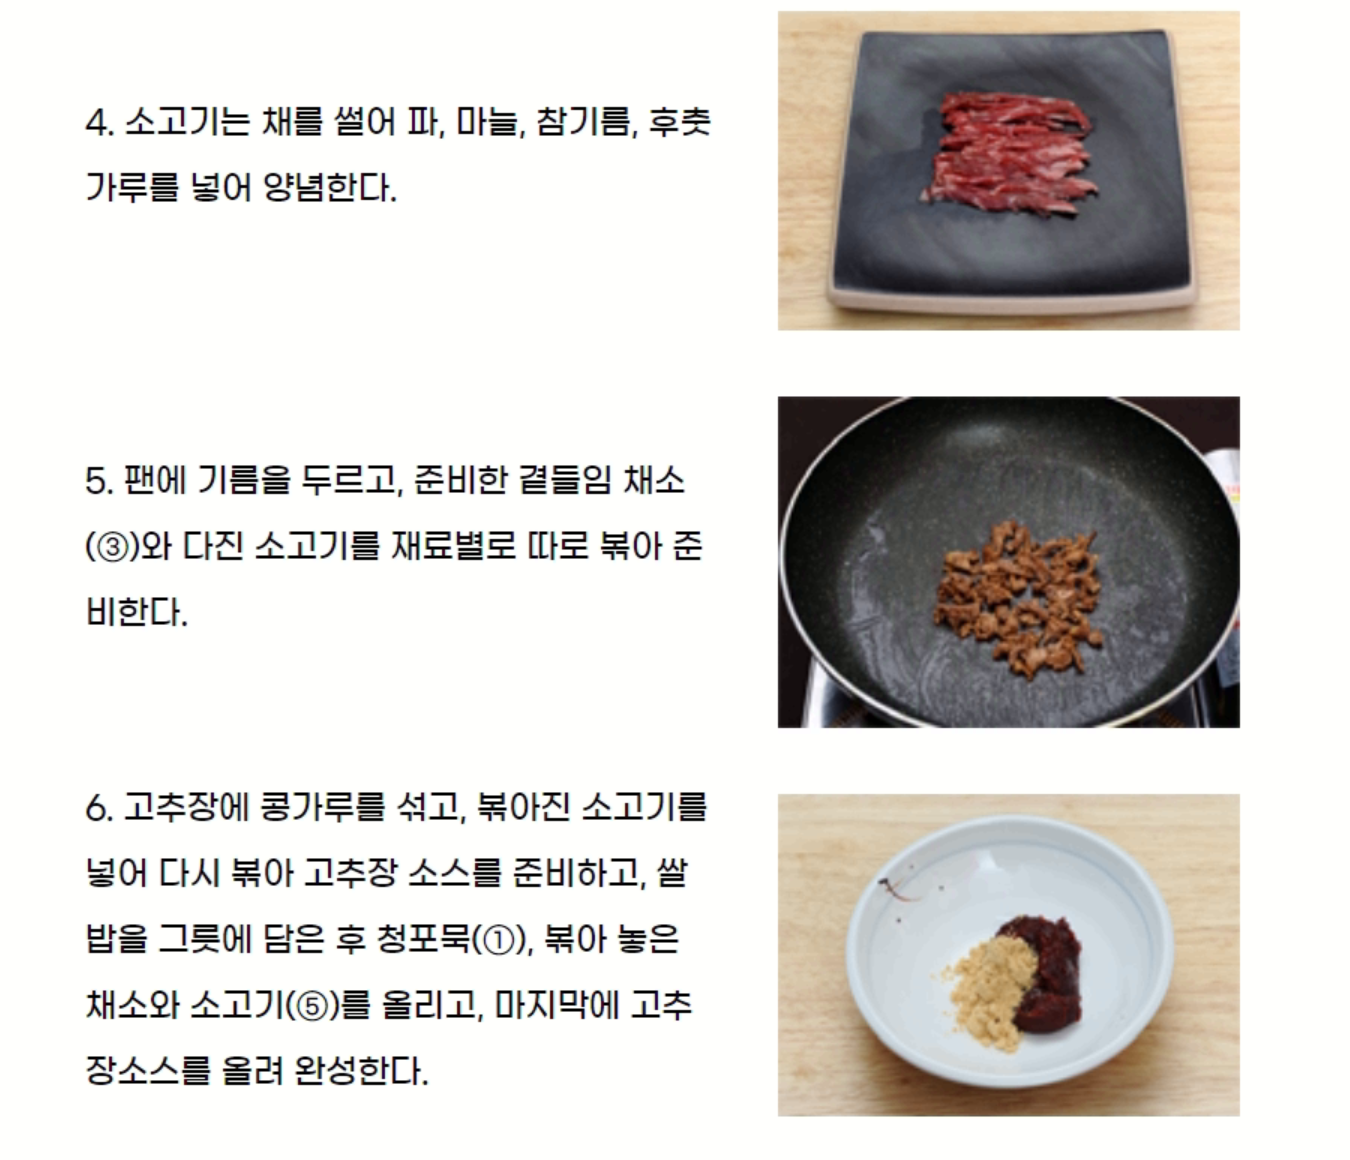 4. 소고기는 채를 썰어 파, 마늘, 참기름, 후춧
가루를 넣어 양념한다.
5. 팬에 기름을 두르고, 준비한 곁들임 채소
(③)와 다진 소고기를 재료별로 따로 볶아 준
비한다.
6. 고추장에 콩가루를 섞고, 볶아진 소고기를
넣어 다시 볶아 고추장 소스를 준비하고, 쌀
밥을 그릇에 담은 후 청포묵(①), 볶아 놓은
채소와 소고기(⑤)를 올리고, 마지막에 고추
장소스를 올려 완성한다.